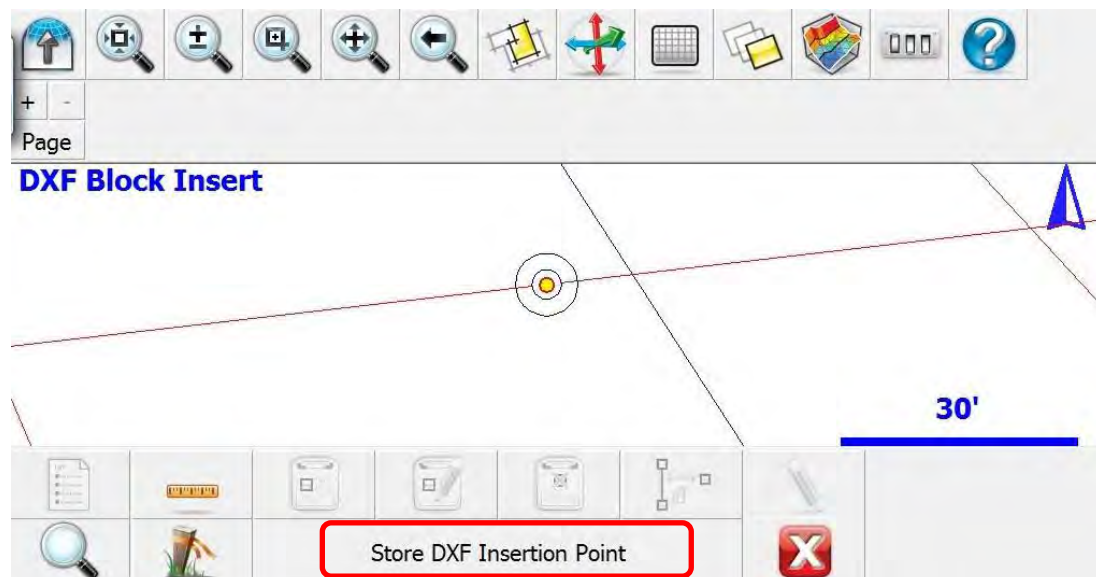 + -
Page
DXF Block Insert
30'
Store DXF Insertion Point